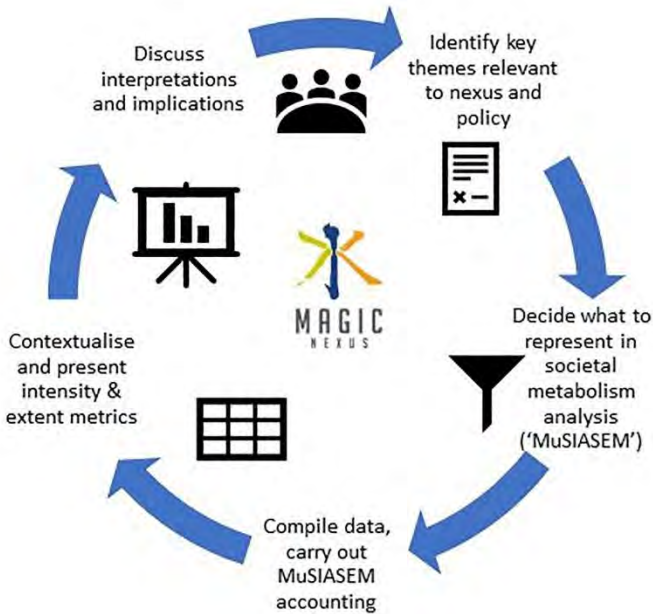 Discuss
interpretations
and implications
Identify key
themes relevant
to nexus and
policy
Decide what to
represent in
societal
metabolism
analysis
('MuSIASEM')
Compile data,
carry out
MuSIASEM
accounting
Contextualise
and present
intensity &
extent metrics
MAGIC
NEXUS